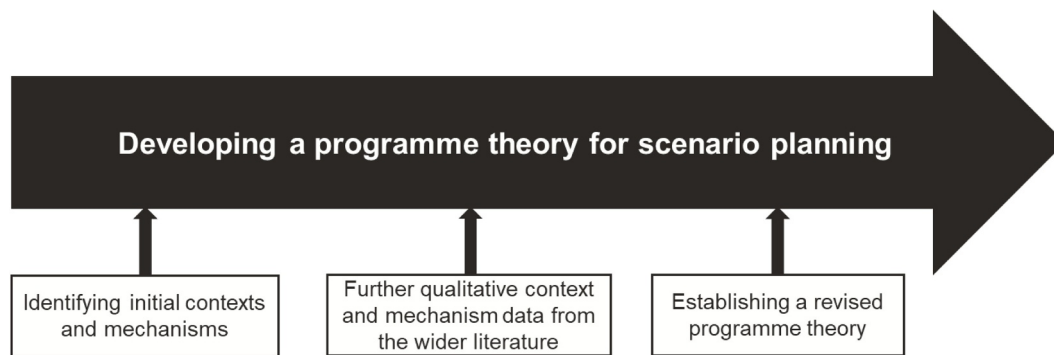 Developing a programme theory for scenario planning
Identifying initial contexts
and mechanisms
Further qualitative context
and mechanism data from
the wider literature
Establishing a revised
programme theory